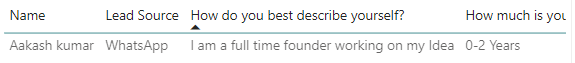 Name Lead Source How do you best describe yourself? How much is you
Aakash kumar WhatsApp I am a full time founder working on my Idea 0-2 Years